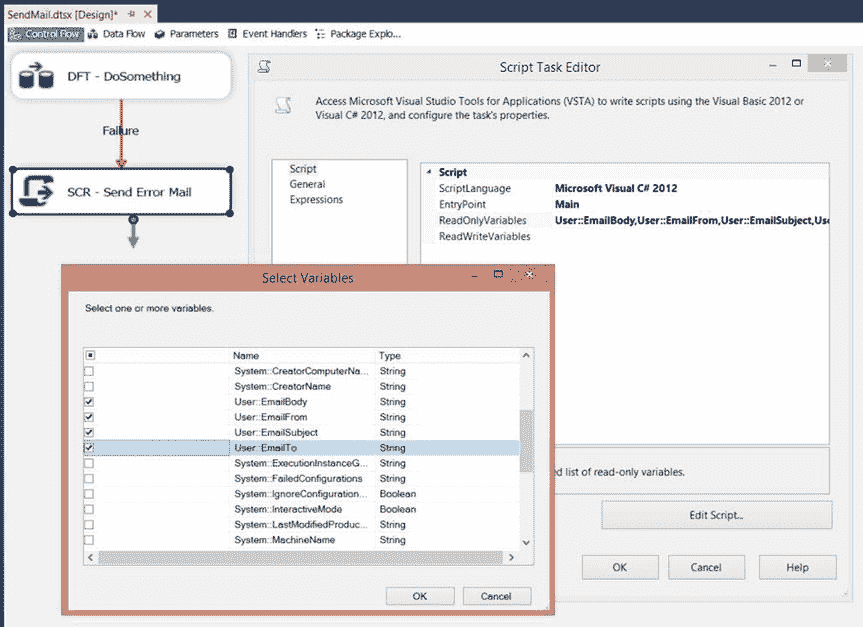 SendMail.dtsx [Design]*
Control Flow Data Flow Parameters Event Handlers Package Explo...
DFT - DoSomething
Failure
SCR - Send Error Mail
Script Task Editor
Access Microsoft Visual Studio Tools for Applications (VSTA) to write scripts using the Visual Basic 2012 or
Visual C# 2012, and configure the task's properties.
Script
General
Expressions
Script
ScriptLanguage Microsoft Visual C# 2012
EntryPoint Main
ReadOnlyVariables User::EmailBody,User::EmailFrom,User::EmailSubject,Use
ReadWriteVariables
Select Variables
Select one or more variables.
Name Type
System::CreatorComputerNa... String
System::CreatorName String
User::EmailBody String
User::EmailFrom String
User::EmailSubject String
User::EmailTo String
System::ExecutionInstanceG... String
System::FailedConfigurations String
System::IgnoreConfiguration... Boolean
System::InteractiveMode Boolean
System::LastModifiedProduc... String
System::MachineName String
OK Cancel
ed list of read-only variables.
Edit Script...
OK Cancel Help